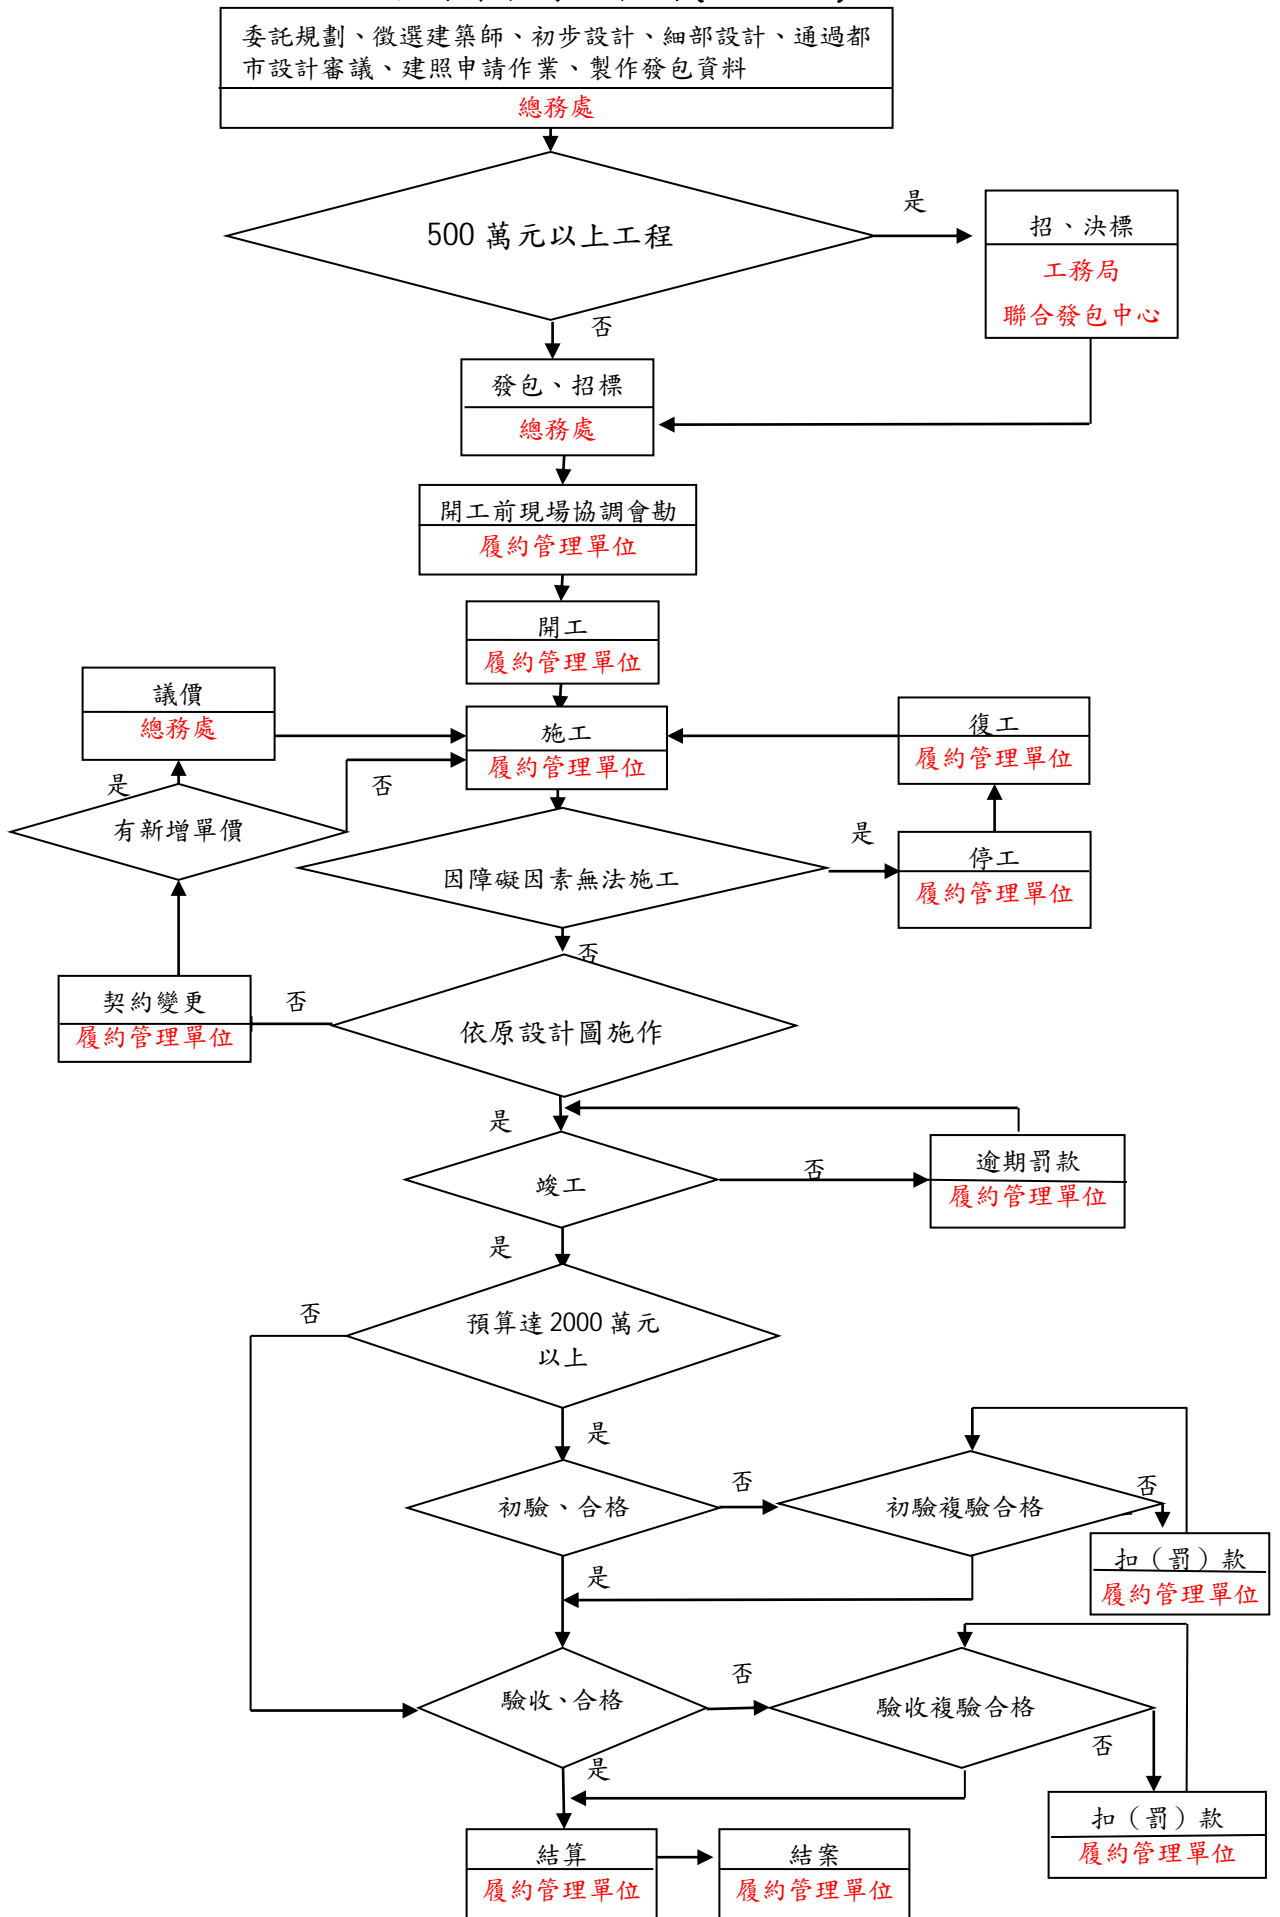 委託規劃、徵選建築師、初步設計、細部設計、通過都
市設計審議、建照申請作業、製作發包資料
總務處
500 萬元以上工程
是
招、決標
工務局
聯合發包中心
否
發包、招標
總務處
開工前現場協調會勘
履約管理單位
開工
履約管理單位
議價
總務處
施工
履約管理單位
復工
履約管理單位
是
否
有新增單價
因障礙因素無法施工
是
停工
履約管理單位
否
契約變更
履約管理單位
否
依原設計圖施作
是
竣工
否
逾期罰款
履約管理單位
是
否
預算達 2000 萬元
以上
是
初驗、合格
否
初驗複驗合格
否
扣（罰）款
履約管理單位
是
驗收、合格
否
驗收複驗合格
否
是
扣（罰）款
履約管理單位
結算
履約管理單位
結案
履約管理單位